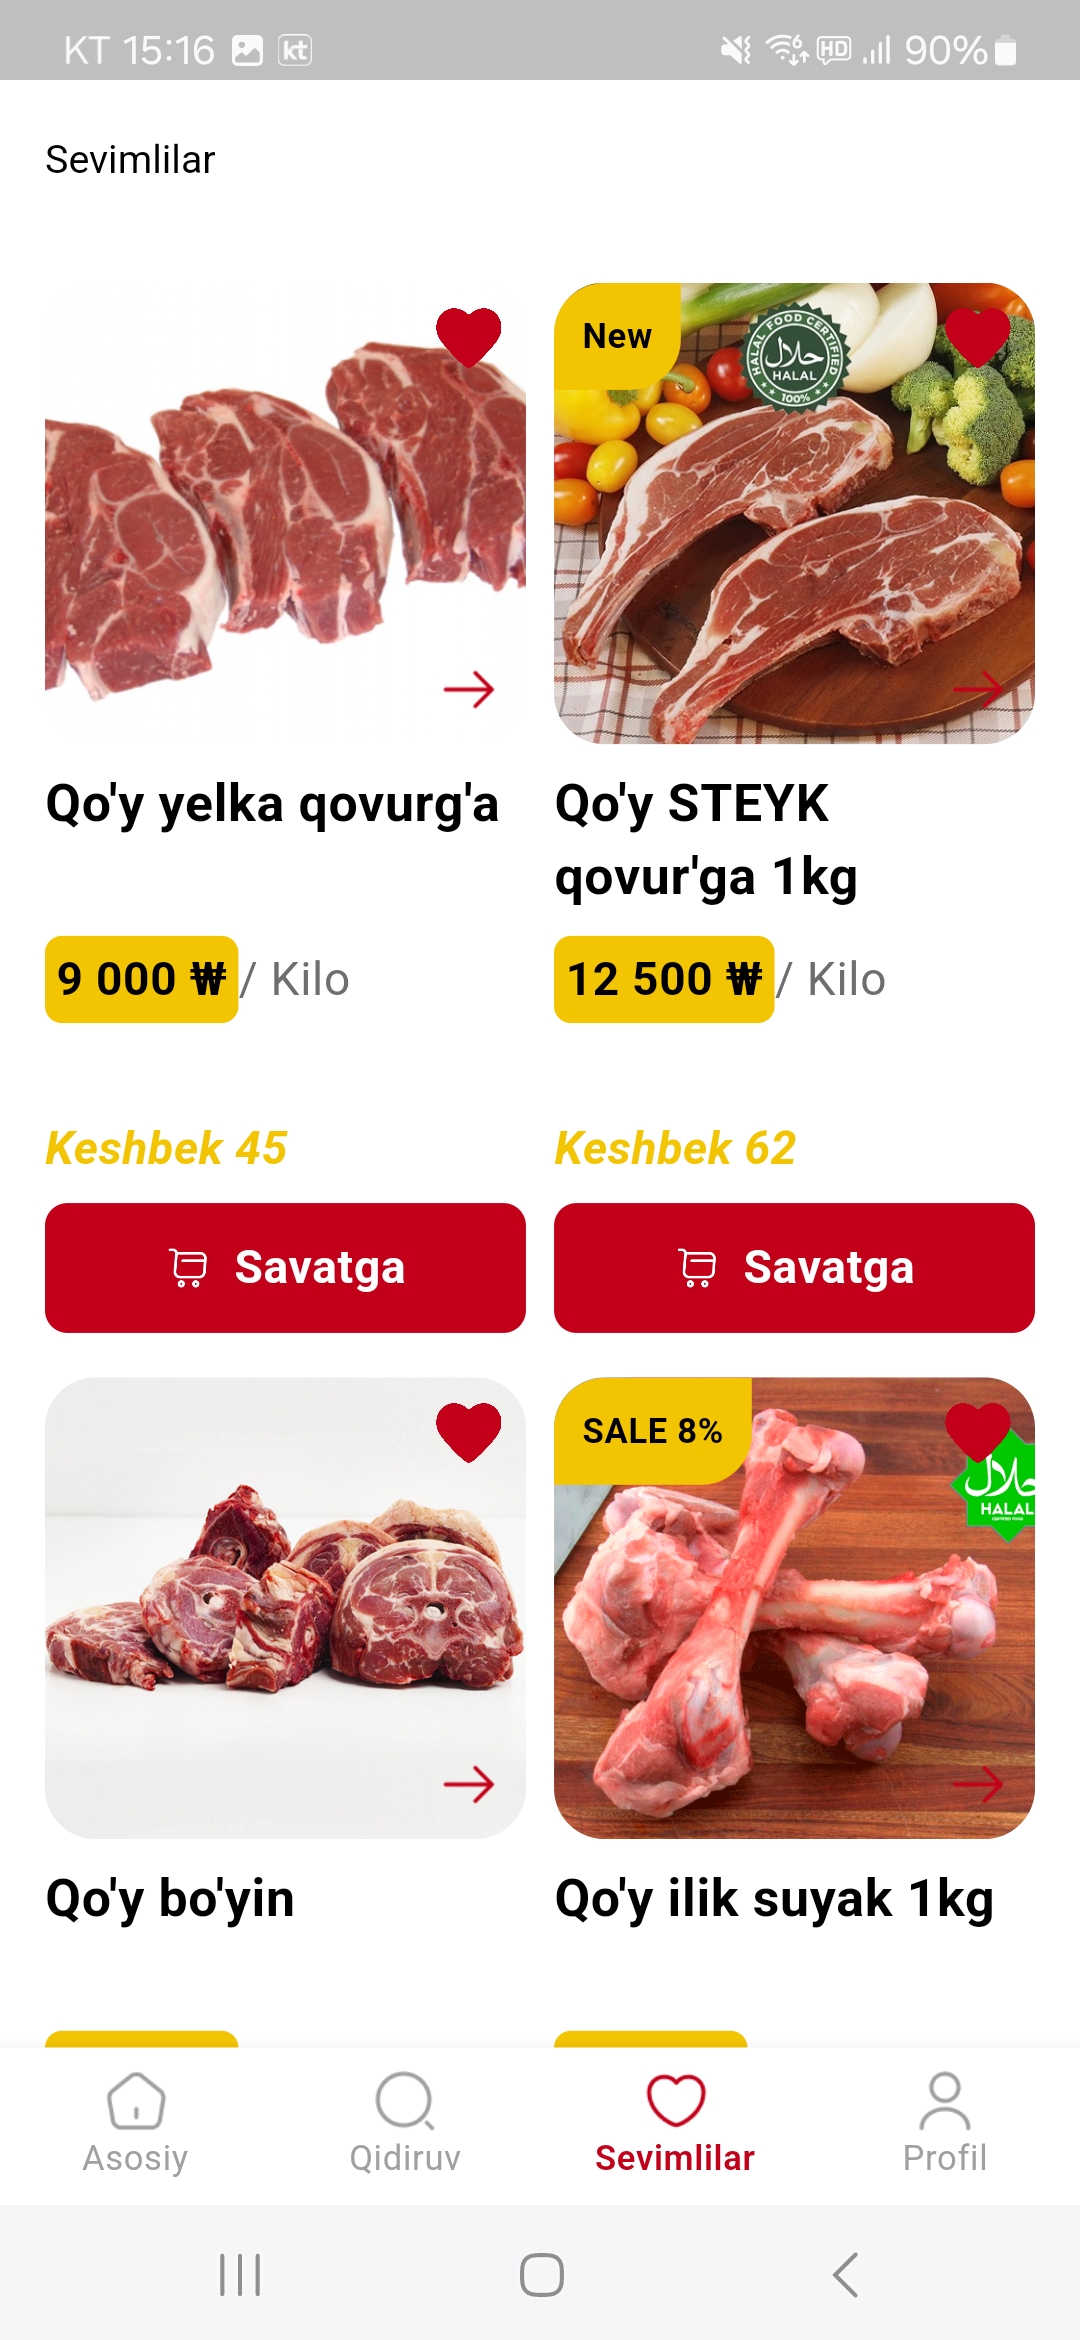 KT 15:16 kt HD 90%
Sevimlilar
New
HALAL FOOD CERTIFIED
حلال
HALAL
100%
Qo'y yelka qovurg'a
Qo'y STEYK
qovur'ga 1kg
9 000 ₩ / Kilo
12 500 ₩ / Kilo
Keshbek 45
Keshbek 62
Savatga
Savatga
SALE 8%
HALAL
Qo'y bo'yin
Qo'y ilik suyak 1kg
Asosiy
Qidiruv
Sevimlilar
Profil